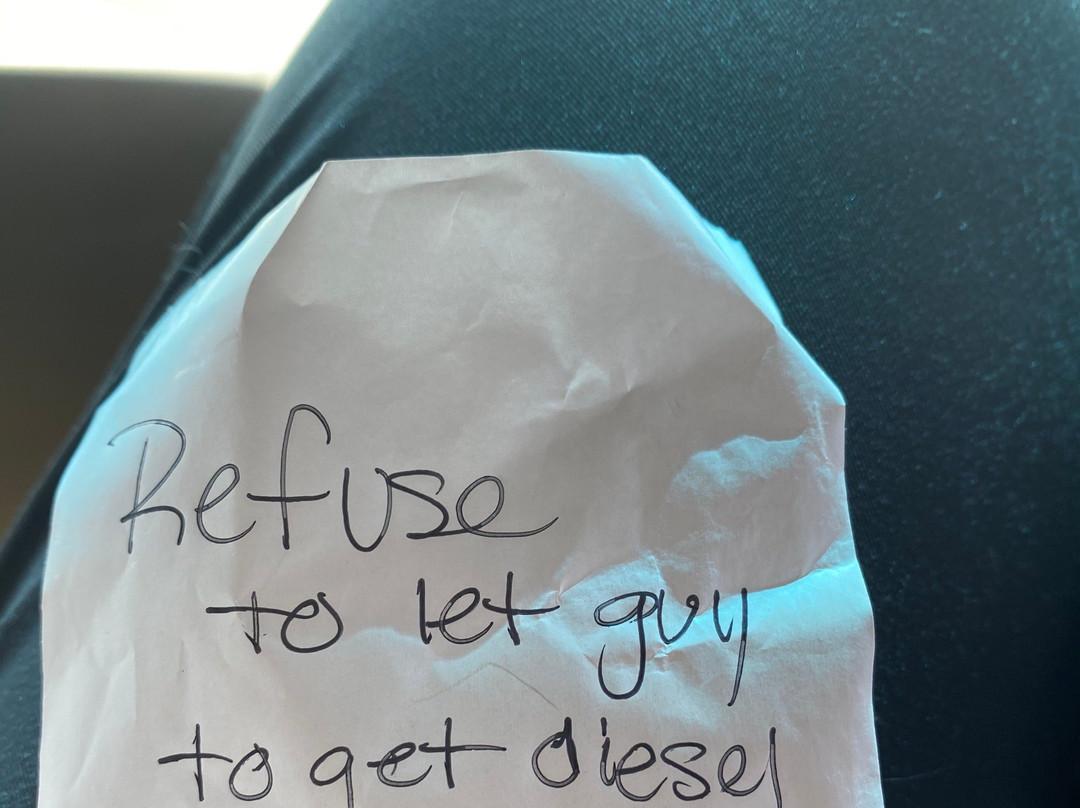 Refuse
to let guy
to get diesel